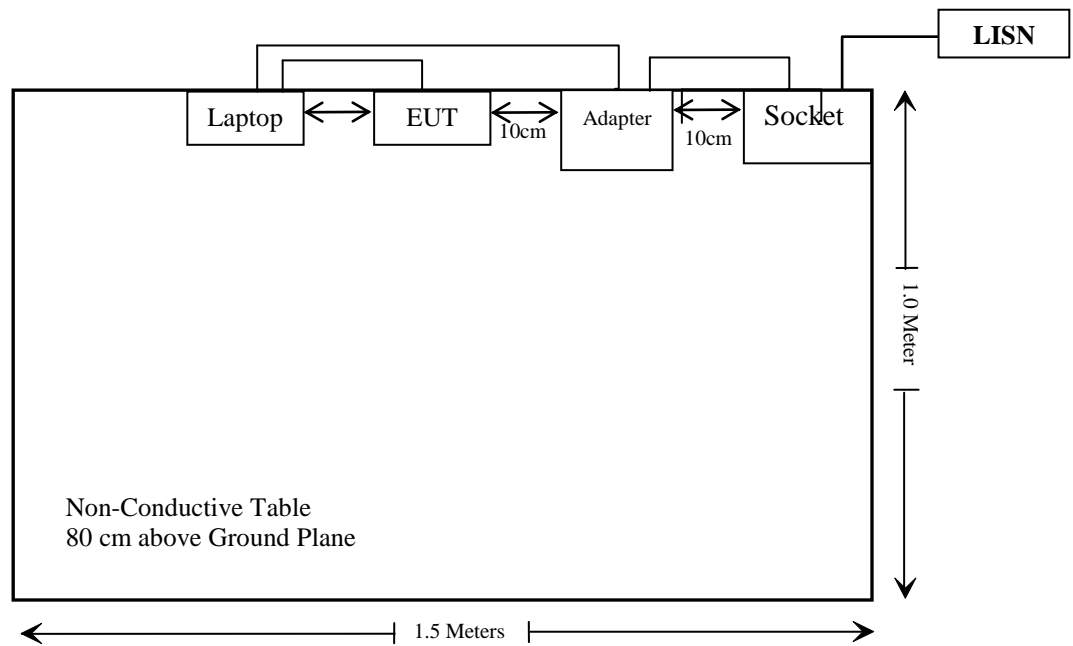 LISN
Laptop
EUT
10cm
Adapter
10cm
Socket
1.0 Meter
Non-Conductive Table
80 cm above Ground Plane
1.5 Meters